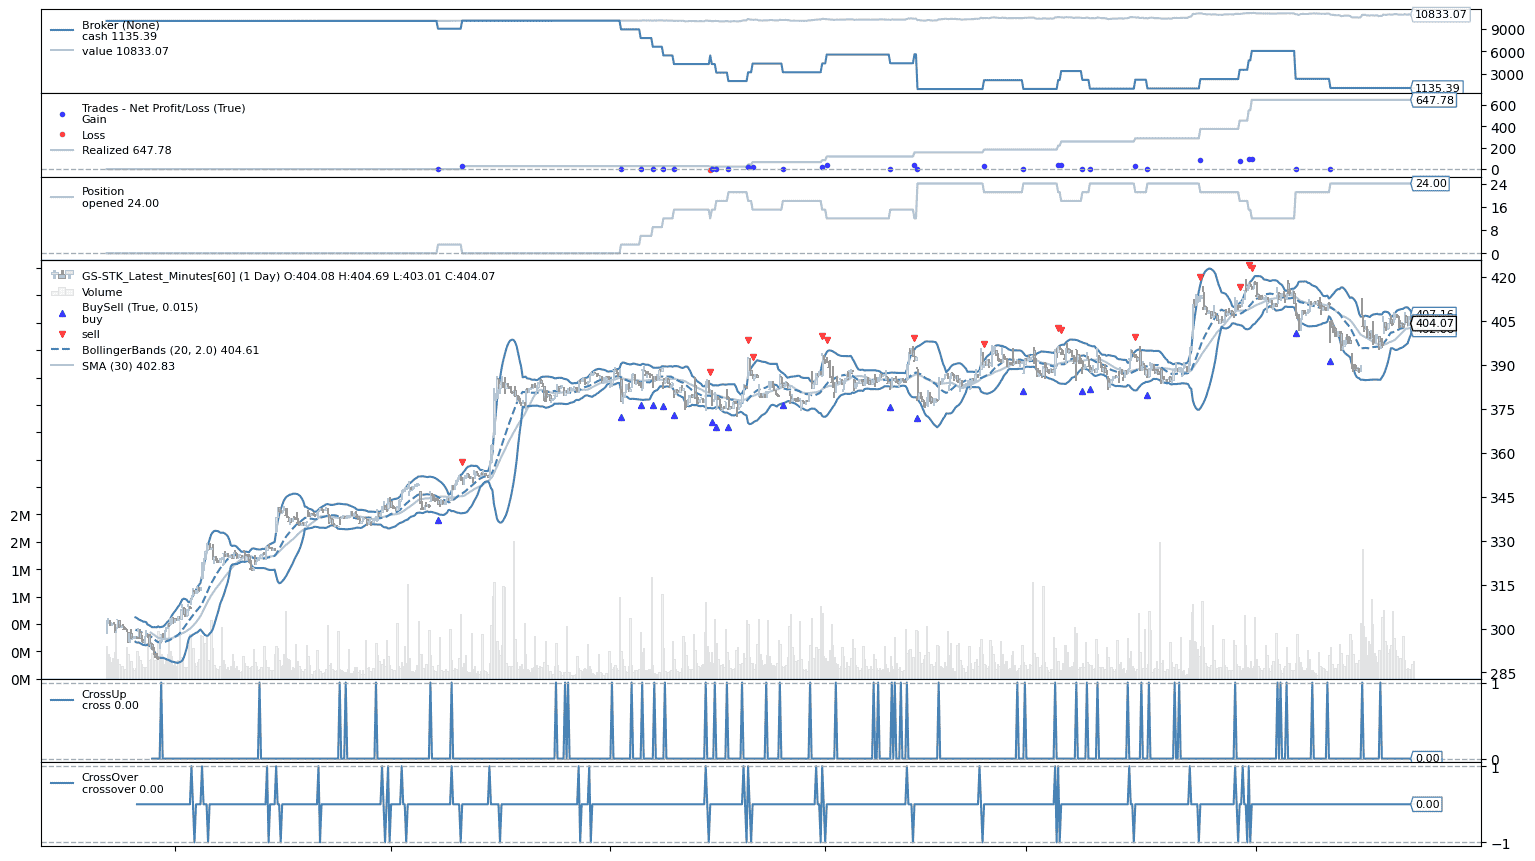 Broker (None)
cash 1135.39
value 10833.07
10833.07
9000
6000
3000
1135.39
Trades - Net Profit/Loss (True)
Gain
Loss
Realized 647.78
647.78
600
400
200
0
Position
opened 24.00
24.00
24
16
8
0
GS-STK_Latest_Minutes[60] (1 Day) O:404.08 H:404.69 L:403.01 C:404.07
Volume
BuySell (True, 0.015)
buy
sell
BollingerBands (20, 2.0) 404.61
SMA (30) 402.83
420
407.16
404.07
405
390
375
360
345
330
315
300
285
2M
2M
1M
1M
0M
0M
0M
CrossUp
cross 0.00
1
0.00
0
CrossOver
crossover 0.00
1
0.00
−1